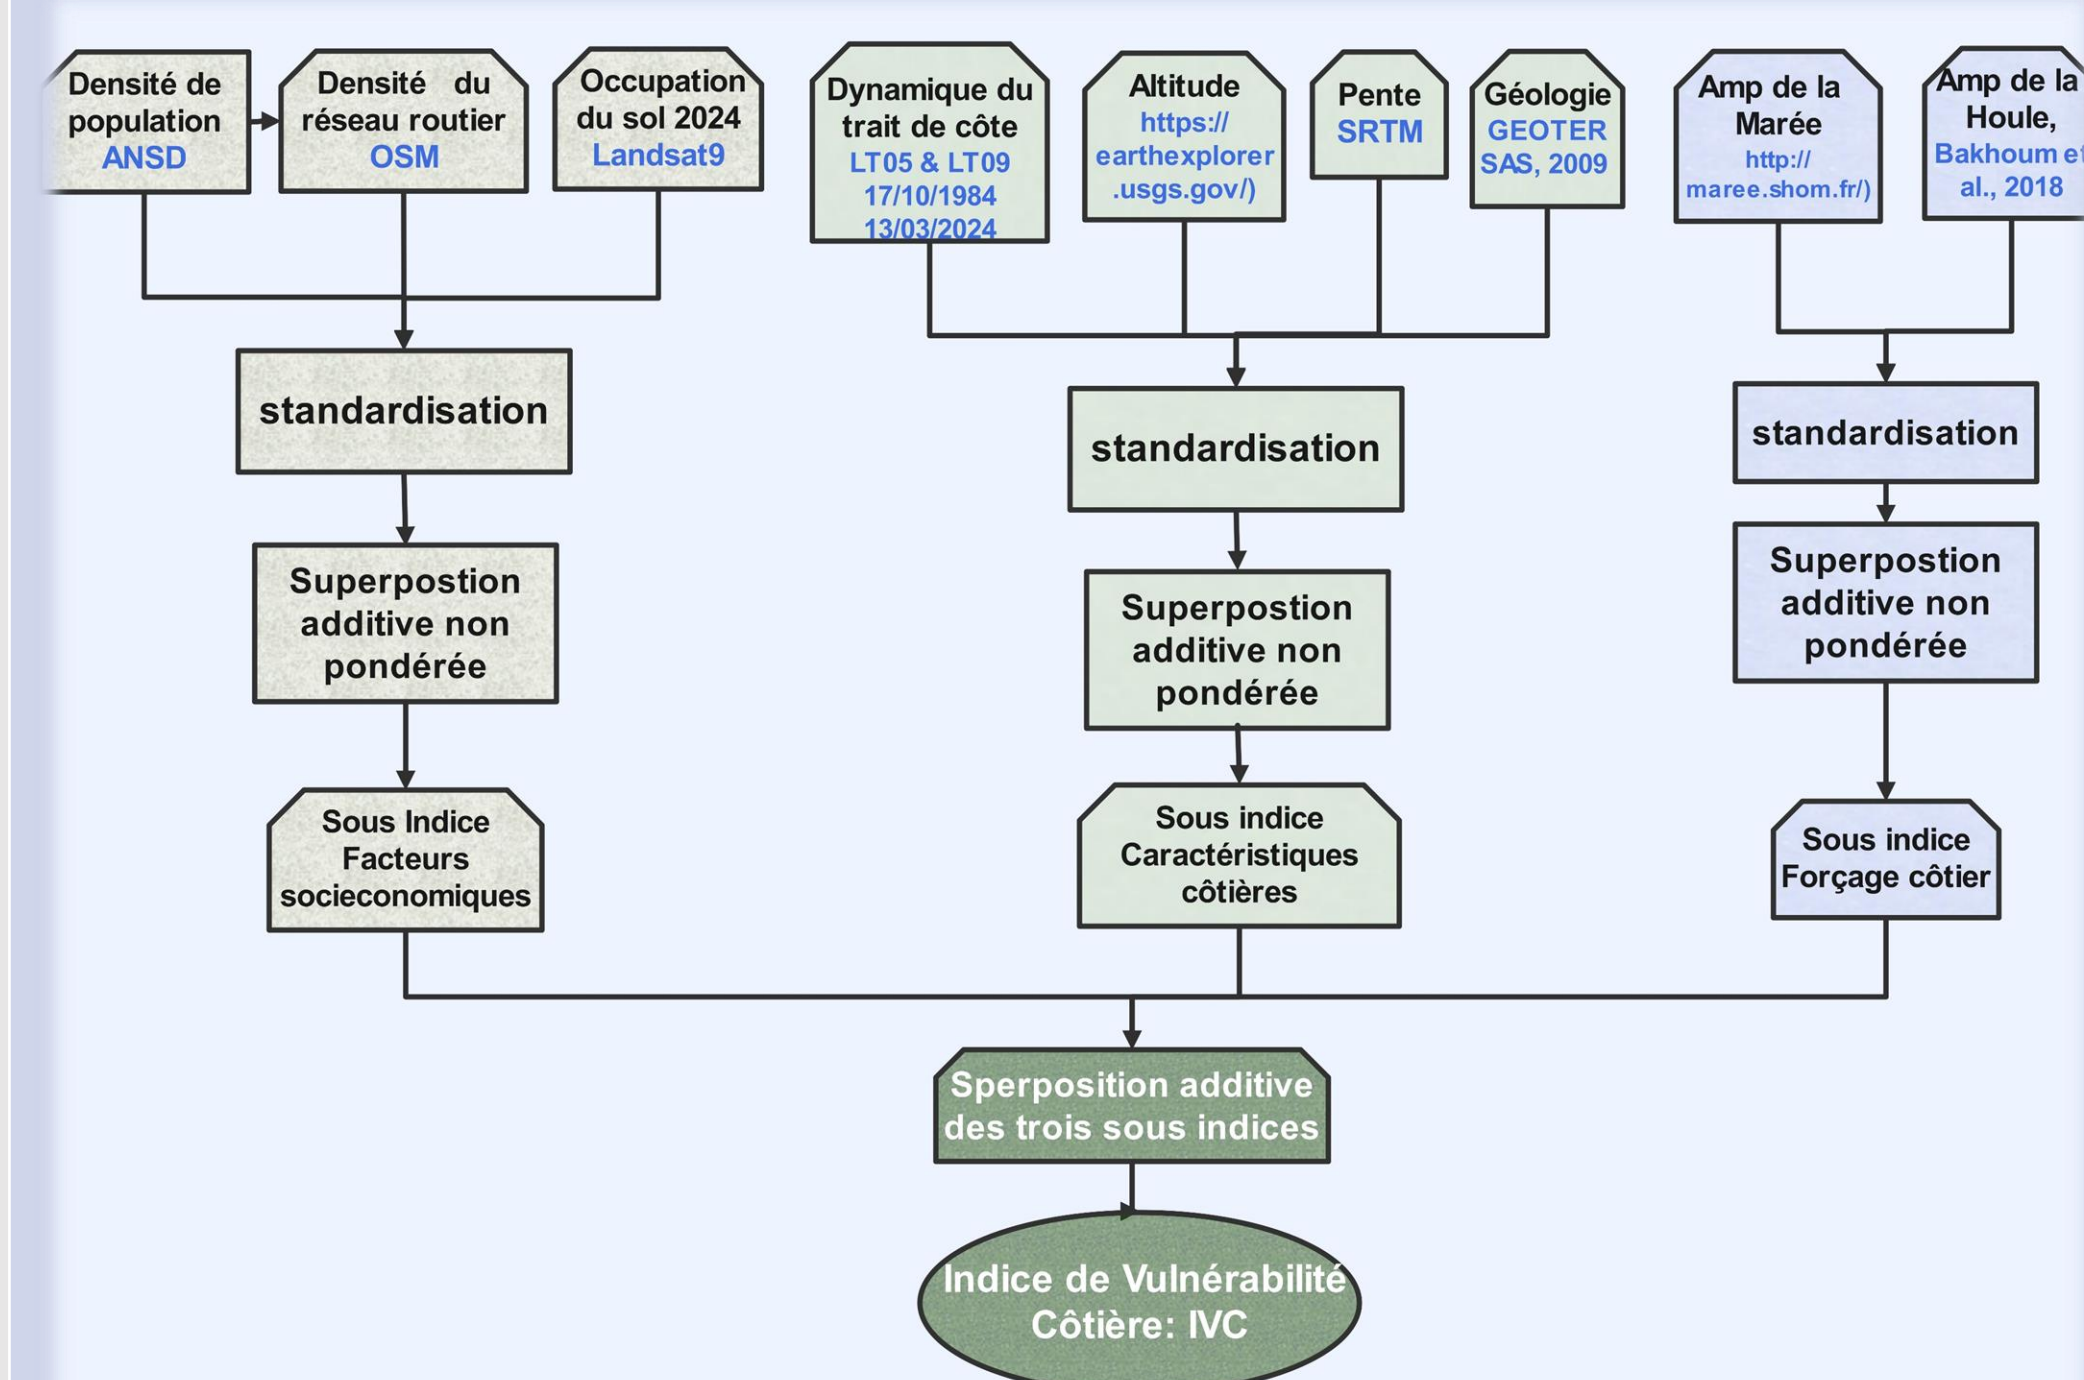 Densité de
population
ANSD
Densité du
réseau routier
OSM
Occupation
du sol 2024
Landsat9
Dynamique du
trait de côte
LT05 & LT09
17/10/1984
13/03/2024
Altitude
https://
earthexplorer
.usgs.gov/)
Pente
SRTM
Géologie
GEOTER
SAS, 2009
Amp de la
Marée
http://
maree.shom.fr/)
Amp de la
Houle,
Bakhoum et
al., 2018
standardisation
standardisation
standardisation
Superpostion
additive non
pondérée
Superpostion
additive non
pondérée
Superpostion
additive non
pondérée
Sous Indice
Facteurs
socieconomiques
Sous indice
Caractéristiques
côtières
Sous indice
Forçage côtier
Sperposition additive
des trois sous indices
Indice de Vulnérabilité
Côtière: IVC